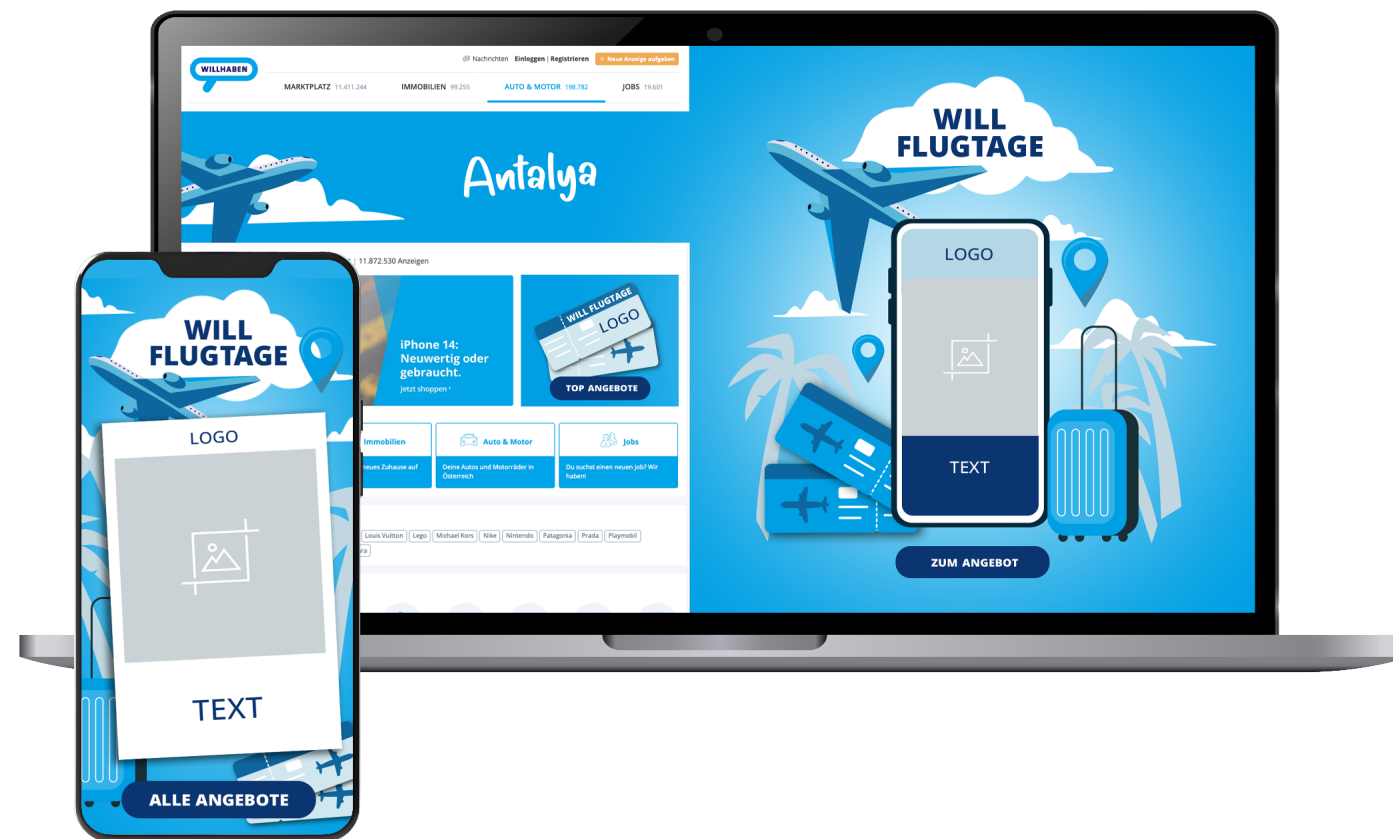 WILLHABEN
Nachrichten Einloggen | Registrieren + Neue Anzeige aufgeben
MARKTPLATZ 11.411.244 IMMOBILIEN 99.255 AUTO & MOTOR 198.782 JOBS 19.601
Antalya
| 11.872.530 Anzeigen
iPhone 14:
Neuwertig oder
gebraucht.
Jetzt shoppen ›
WILL FLUGTAGE
LOGO
TOP ANGEBOTE
Immobilien
neues Zuhause auf
Auto & Motor
Deine Autos und Motorräder in
Österreich
Jobs
Du suchst einen neuen Job? Wir
haben!
Louis Vuitton Lego Michael Kors Nike Nintendo Patagonia Prada Playmobil
WILL
FLUGTAGE
LOGO
TEXT
ZUM ANGEBOT
WILL
FLUGTAGE
LOGO
TEXT
ALLE ANGEBOTE